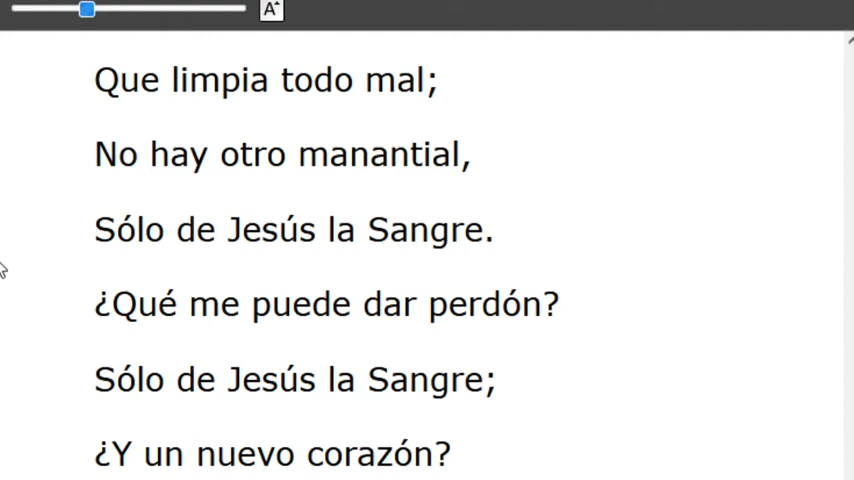 A
Que limpia todo mal;
No hay otro manantial,
Sólo de Jesús la Sangre.
¿Qué me puede dar perdón?
Sólo de Jesús la Sangre;
¿Y un nuevo corazón?